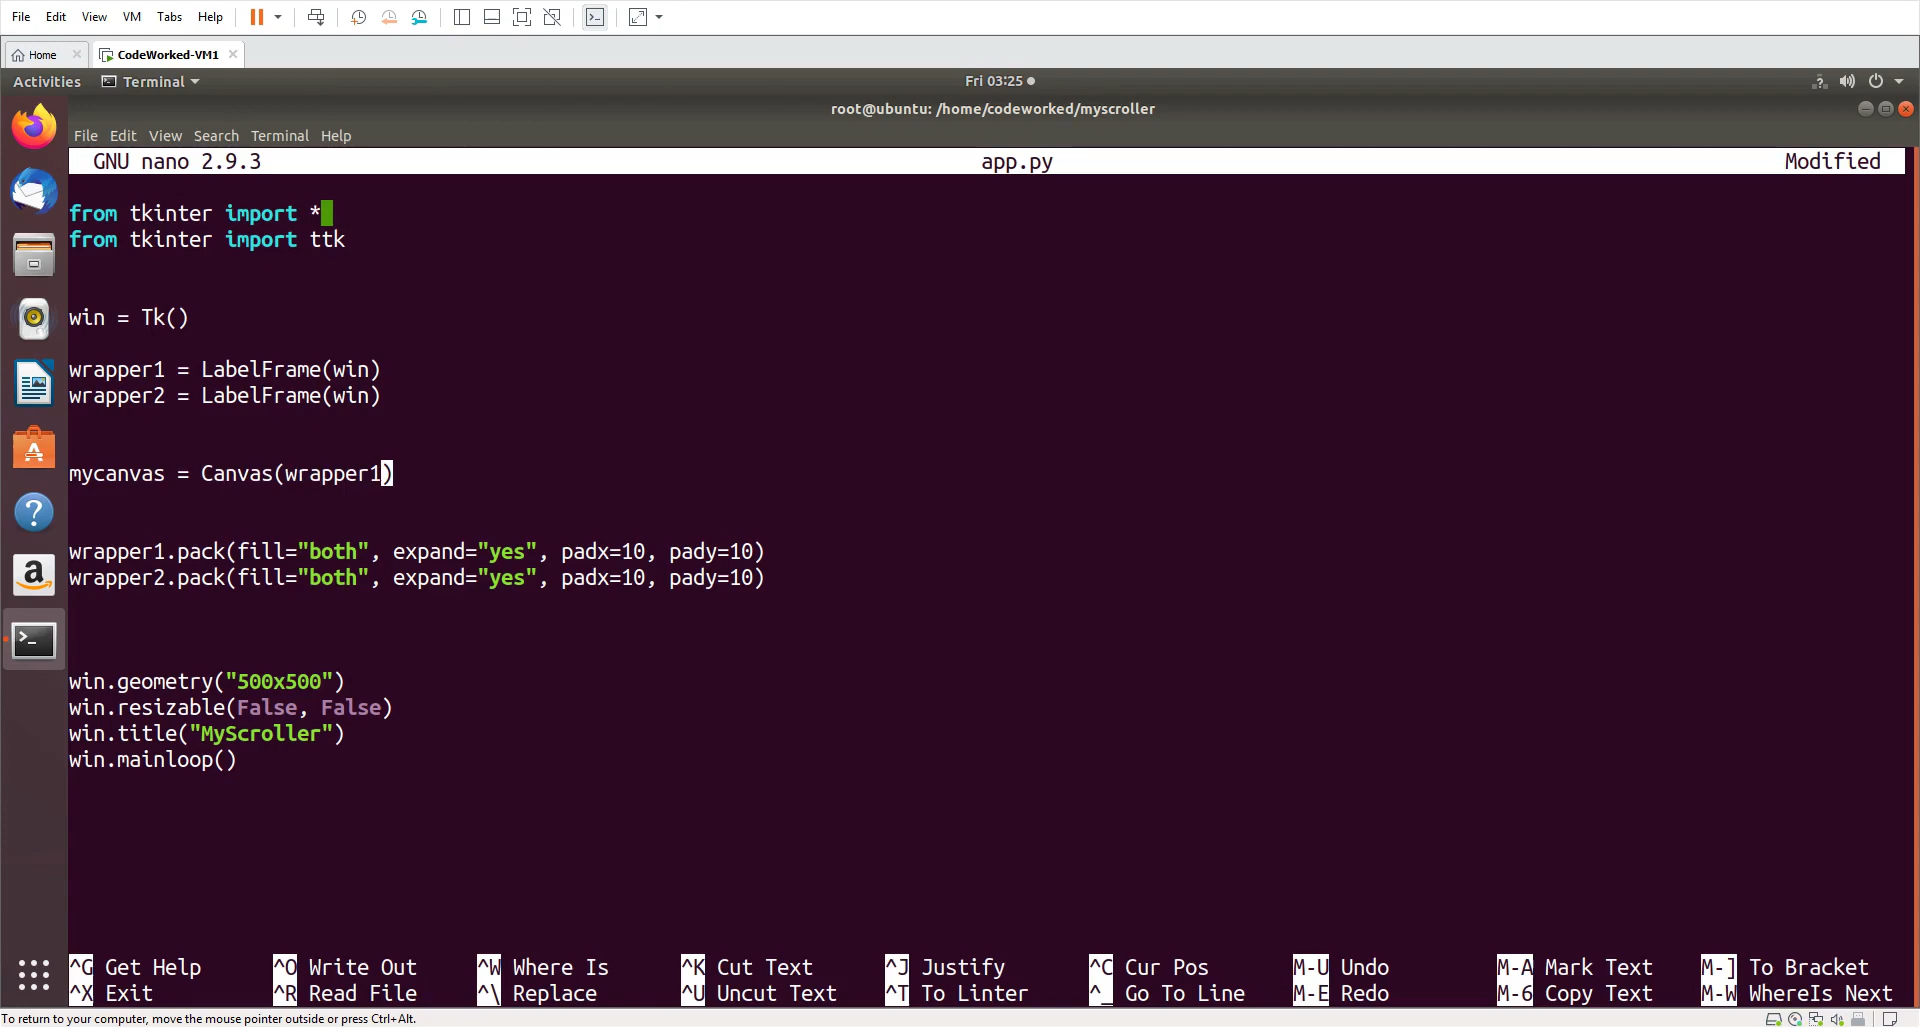 File Edit View VM Tabs Help
Home CodeWorked-VM1
Activities Terminal Fri 03:25
root@ubuntu: /home/codeworked/myscroller
File Edit View Search Terminal Help
GNU nano 2.9.3 app.py Modified
from tkinter import *
from tkinter import ttk
win = Tk()
wrapper1 = LabelFrame(win)
wrapper2 = LabelFrame(win)
mycanvas = Canvas(wrapper1)
wrapper1.pack(fill="both", expand="yes", padx=10, pady=10)
wrapper2.pack(fill="both", expand="yes", padx=10, pady=10)
win.geometry("500x500")
win.resizable(False, False)
win.title("MyScroller")
win.mainloop()
^G Get Help ^O Write Out ^W Where Is ^K Cut Text ^J Justify ^C Cur Pos M-U Undo M-A Mark Text M-] To Bracket
^X Exit ^R Read File ^\ Replace ^U Uncut Text ^T To Linter ^_ Go To Line M-E Redo M-6 Copy Text M-W WhereIs Next
To return to your computer, move the mouse pointer outside or press Ctrl+Alt.